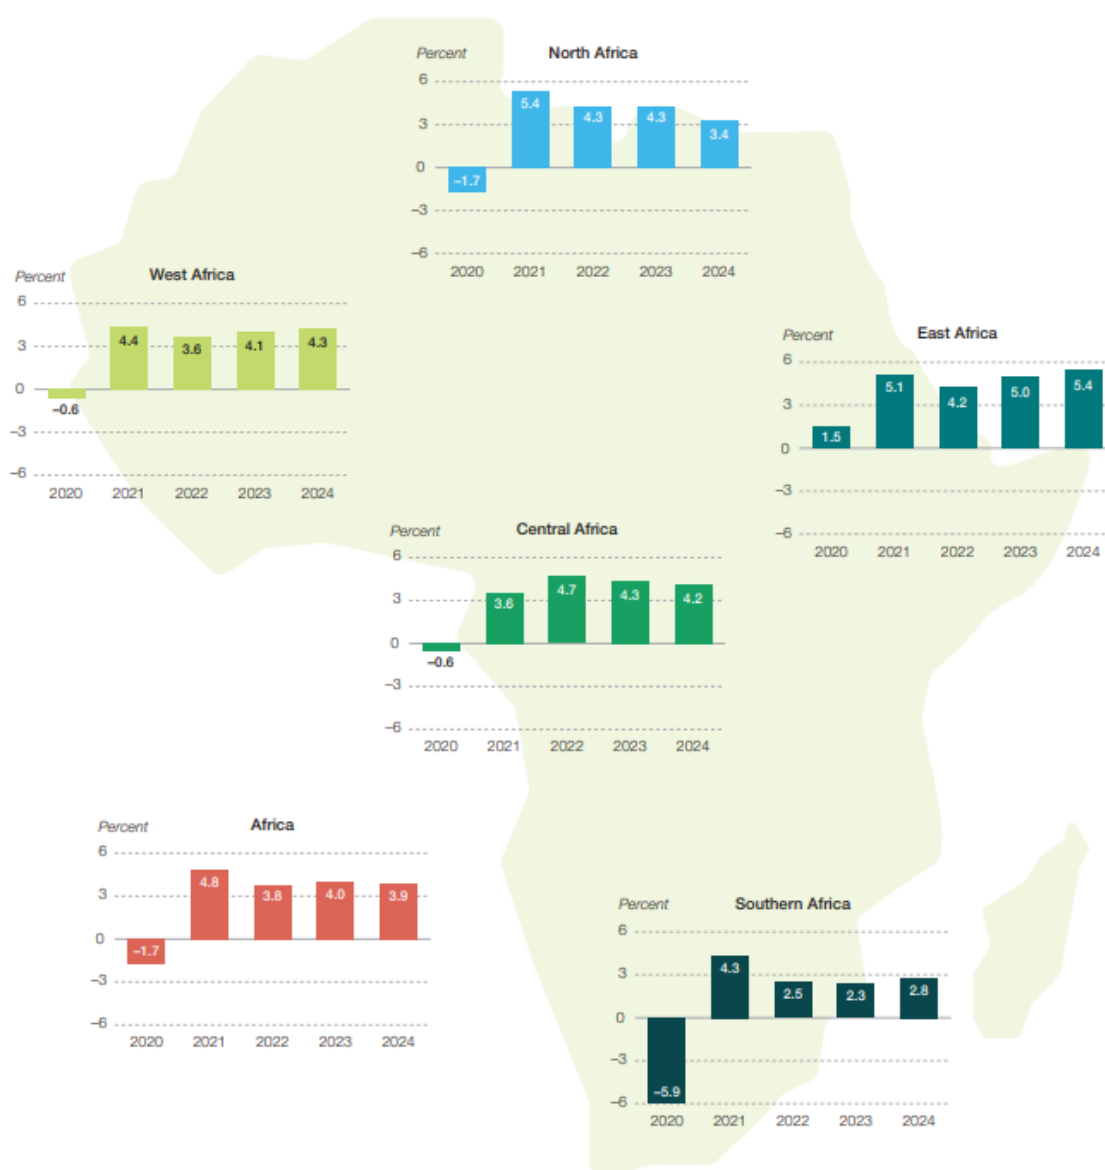 Percent North Africa
6
5.4 4.3 4.3 3.4
3
0
–1.7
–3
–6
2020 2021 2022 2023 2024
Percent West Africa
6
4.4 3.6 4.1 4.3
3
0
–0.6
–3
–6
2020 2021 2022 2023 2024
Percent East Africa
6
1.5 5.1 4.2 5.0 5.4
3
0
–3
–6
2020 2021 2022 2023 2024
Percent Central Africa
6
3.6 4.7 4.3 4.2
3
0
–0.6
–3
–6
2020 2021 2022 2023 2024
Percent Africa
6
4.8 3.8 4.0 3.9
3
0
–1.7
–3
–6
2020 2021 2022 2023 2024
Percent Southern Africa
6
4.3 2.5 2.3 2.8
3
0
–3
–5.9
–6
2020 2021 2022 2023 2024